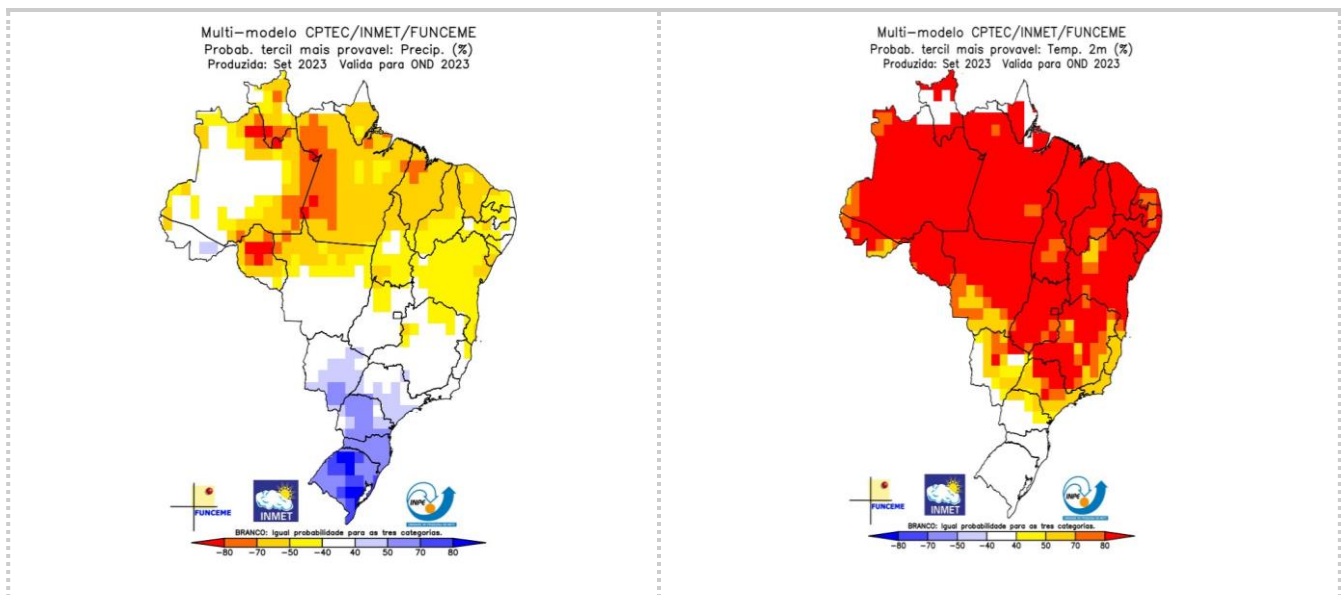 Multi-modelo CPTEC/INMET/FUNCEME
Probab. tercil mais provavel: Precip. (%)
Produzida: Set 2023 Valida para OND 2023
FUNCEME
INMET
INPE
BRANCO: Igual probabilidade para as tres categorias.
-80 -70 -50 -40 40 50 70 80
Multi-modelo CPTEC/INMET/FUNCEME
Probab. tercil mais provavel: Temp. 2m (%)
Produzida: Set 2023 Valida para OND 2023
FUNCEME
INMET
INPE
BRANCO: Igual probabilidade para as tres categorias.
-80 -70 -50 -40 40 50 70 80